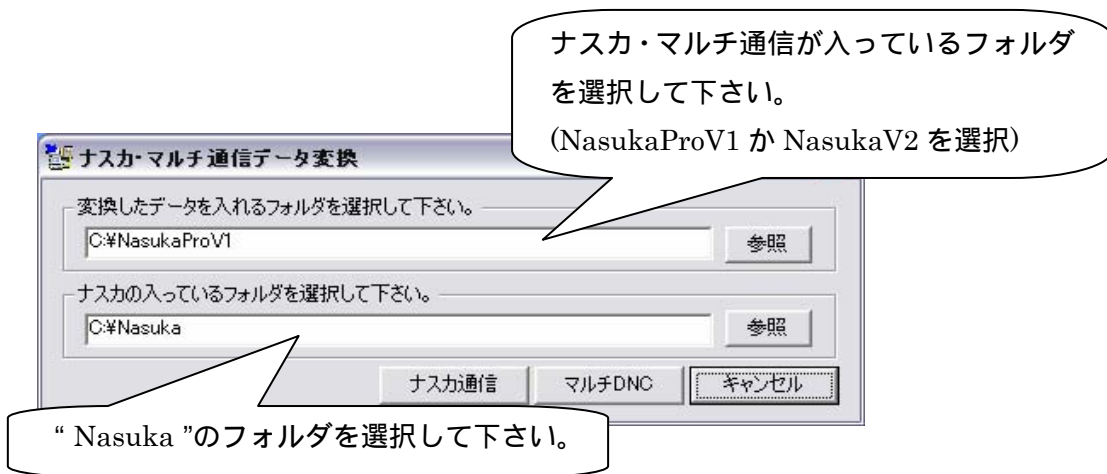 ナスカ・マルチ通信が入っているフォルダ
を選択して下さい。
(NasukaProV1 か NasukaV2 を選択)
ナスカ・マルチ通信データ変換
変換したデータを入れるフォルダを選択して下さい。
C:¥NasukaProV1
参照
ナスカの入っているフォルダを選択して下さい。
C:¥Nasuka
参照
ナスカ通信
マルチDNC
キャンセル
“ Nasuka ”のフォルダを選択して下さい。